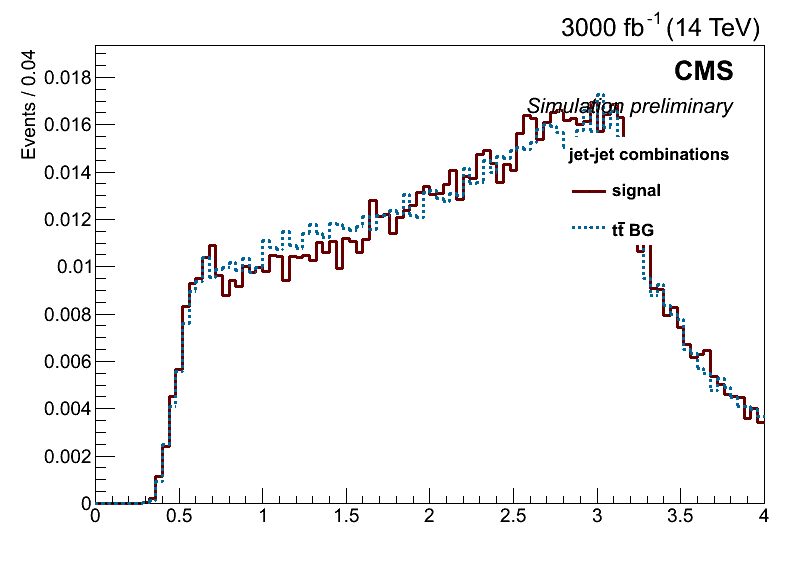 3000 fb⁻¹ (14 TeV)
Events / 0.04
CMS
Simulation preliminary
jet-jet combinations
signal
tt̄ BG
0.018
0.016
0.014
0.012
0.01
0.008
0.006
0.004
0.002
0
0 0.5 1 1.5 2 2.5 3 3.5 4